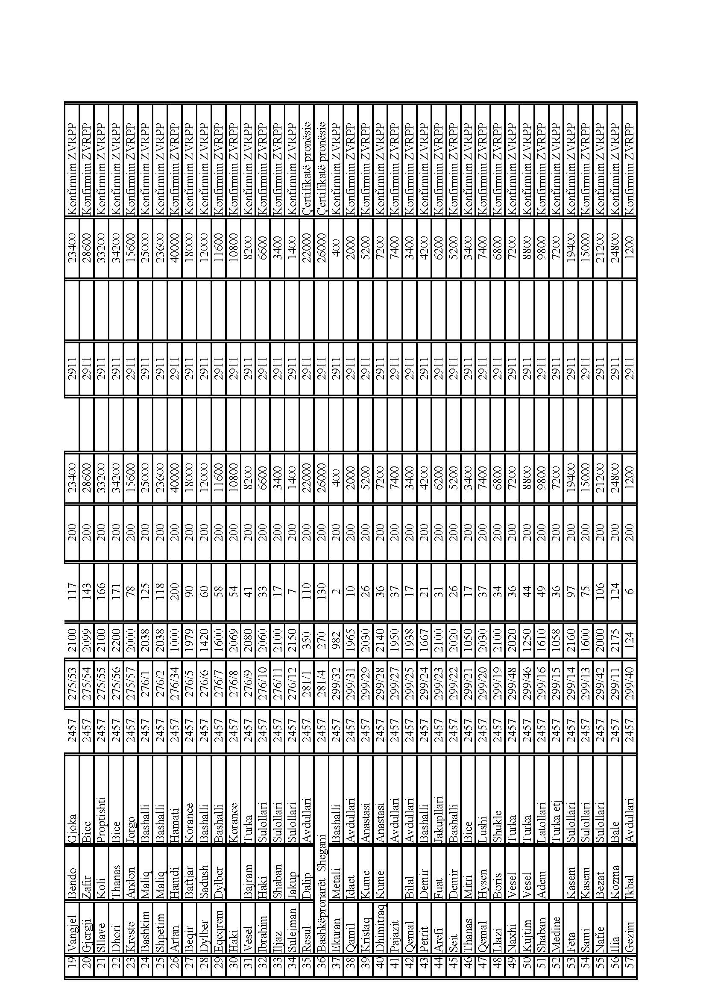 19 Vangjel Bendo Gjoka 2457 275/53 2100 117 200 23400 2911 23400 Konfirmim ZVRPP
20 Gjergji Zafir Bice 2457 275/54 2099 143 200 28600 2911 28600 Konfirmim ZVRPP
21 Sllave Koli Proptishti 2457 275/55 2100 166 200 33200 2911 33200 Konfirmim ZVRPP
22 Dhori Thamas Bice 2457 275/56 2200 171 200 34200 2911 34200 Konfirmim ZVRPP
23 Kreste Andon Jorgo 2457 275/57 2000 78 200 15600 2911 15600 Konfirmim ZVRPP
24 Bashkim Maliq Bashalli 2457 276/1 2038 125 200 25000 2911 25000 Konfirmim ZVRPP
25 Shpetim Maliq Bashalli 2457 276/2 2038 118 200 23600 2911 23600 Konfirmim ZVRPP
26 Artan Hamdi Hamati 2457 276/34 1000 200 200 40000 2911 40000 Konfirmim ZVRPP
27 Beqir Baftjar Korance 2457 276/5 1979 90 200 18000 2911 18000 Konfirmim ZVRPP
28 Dylber Sadush Bashalli 2457 276/6 1420 60 200 12000 2911 12000 Konfirmim ZVRPP
29 Eqeqrem Dylber Bashalli 2457 276/7 1600 58 200 11600 2911 11600 Konfirmim ZVRPP
30 Haki Korance 2457 276/8 2069 54 200 10800 2911 10800 Konfirmim ZVRPP
31 Vesel Bajram Turka 2457 276/9 2080 41 200 8200 2911 8200 Konfirmim ZVRPP
32 Ibrahim Haki Sulollari 2457 276/10 2060 33 200 6600 2911 6600 Konfirmim ZVRPP
33 Iljaz Shaban Sulollari 2457 276/11 2100 17 200 3400 2911 3400 Konfirmim ZVRPP
34 Sulejman Jakup Sulollari 2457 276/12 2150 7 200 1400 2911 1400 Konfirmim ZVRPP
35 Resul Dalip Avdullari 2457 281/1 350 110 200 22000 2911 22000 Çertifikatë pronësie
36 Bashkëpronarët Shegani 2457 281/4 270 130 200 26000 2911 26000 Çertifikatë pronësie
37 Ekuran Metali Bashalli 2457 299/32 982 2 200 400 2911 400 Konfirmim ZVRPP
38 Qamil Idaet Avdullari 2457 299/31 1965 10 200 2000 2911 2000 Konfirmim ZVRPP
39 Kristaq Kume Anastasi 2457 299/29 2030 26 200 5200 2911 5200 Konfirmim ZVRPP
40 Dhimitraq Kume Anastasi 2457 299/28 2140 36 200 7200 2911 7200 Konfirmim ZVRPP
41 Pajazit Avdullari 2457 299/27 1950 37 200 7400 2911 7400 Konfirmim ZVRPP
42 Qemal Bilal Avdullari 2457 299/25 1938 17 200 3400 2911 3400 Konfirmim ZVRPP
43 Petrit Demir Bashalli 2457 299/24 1667 21 200 4200 2911 4200 Konfirmim ZVRPP
44 Arefi Fuat Jakupllari 2457 299/23 2100 31 200 6200 2911 6200 Konfirmim ZVRPP
45 Seit Demir Bashalli 2457 299/22 2020 26 200 5200 2911 5200 Konfirmim ZVRPP
46 Thanas Mitri Bice 2457 299/21 1050 17 200 3400 2911 3400 Konfirmim ZVRPP
47 Qemal Hysen Lushi 2457 299/20 2030 37 200 7400 2911 7400 Konfirmim ZVRPP
48 Llazi Boris Shukle 2457 299/19 2100 34 200 6800 2911 6800 Konfirmim ZVRPP
49 Naxhi Vesel Turka 2457 299/48 2020 36 200 7200 2911 7200 Konfirmim ZVRPP
50 Kujtim Vesel Turka 2457 299/46 1250 44 200 8800 2911 8800 Konfirmim ZVRPP
51 Shaban Adem Latollari 2457 299/16 1610 49 200 9800 2911 9800 Konfirmim ZVRPP
52 Medine Turka etj 2457 299/15 1058 36 200 7200 2911 7200 Konfirmim ZVRPP
53 Feta Kasem Sulollari 2457 299/14 2160 97 200 19400 2911 19400 Konfirmim ZVRPP
54 Sami Kasem Sulollari 2457 299/13 1600 75 200 15000 2911 15000 Konfirmim ZVRPP
55 Nafie Bezat Sulollari 2457 299/42 2000 106 200 21200 2911 21200 Konfirmim ZVRPP
56 Ilia Kozma Bale 2457 299/11 2175 124 200 24800 2911 24800 Konfirmim ZVRPP
57 Gezim Ikbal Avdullari 2457 299/40 124 6 200 1200 2911 1200 Konfirmim ZVRPP